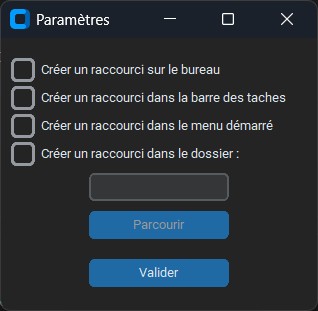 Paramètres
Créer un raccourci sur le bureau
Créer un raccourci dans la barre des taches
Créer un raccourci dans le menu démarré
Créer un raccourci dans le dossier :
Parcourir
Valider